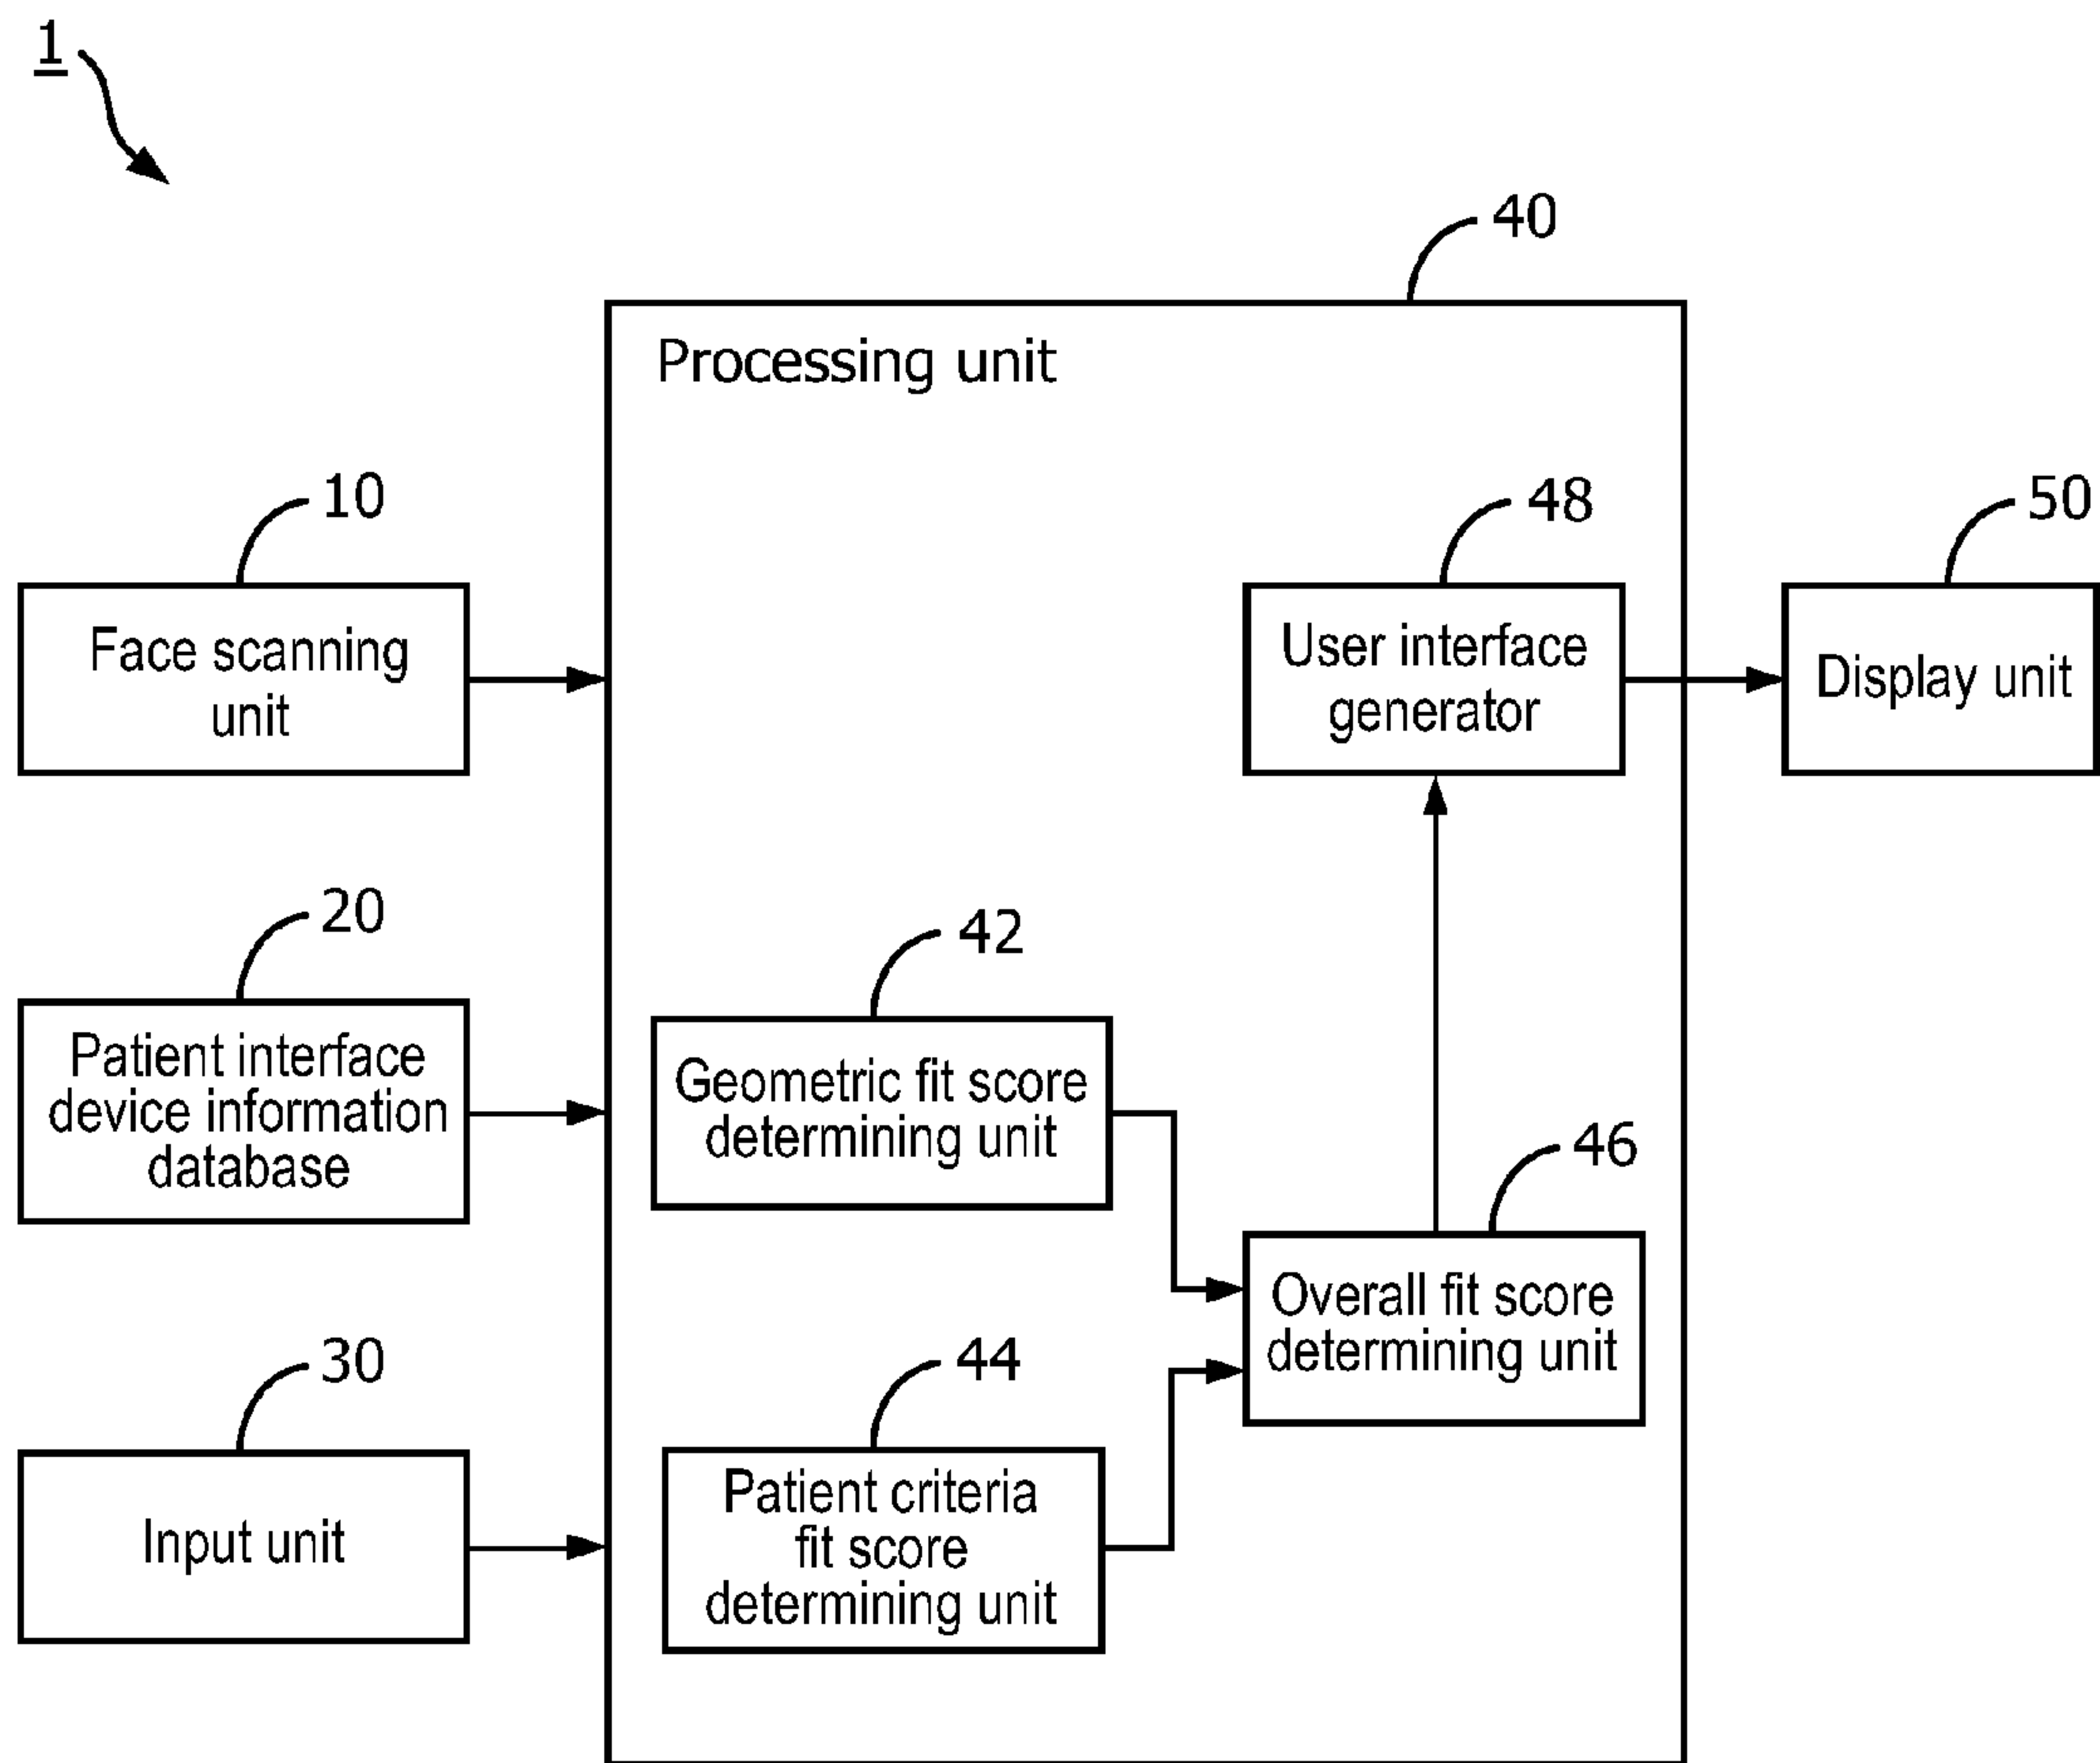 1
40
Processing unit
10
Face scanning
unit
48
User interface
generator
50
Display unit
20
Patient interface
device information
database
42
Geometric fit score
determining unit
46
Overall fit score
determining unit
30
Input unit
44
Patient criteria
fit score
determining unit